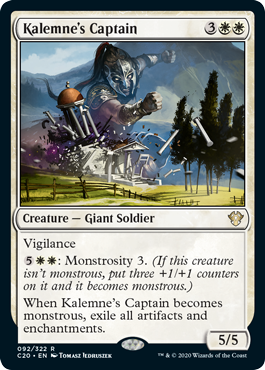 Kalemne's Captain 3
Creature — Giant Soldier
Vigilance
5: Monstrosity 3. (If this creature
isn't monstrous, put three +1/+1 counters
on it and it becomes monstrous.)
When Kalemne's Captain becomes
monstrous, exile all artifacts and
enchantments.
5/5
092/322 R
C20 • EN Tomasz Jedruszek ™ & © 2020 Wizards of the Coast